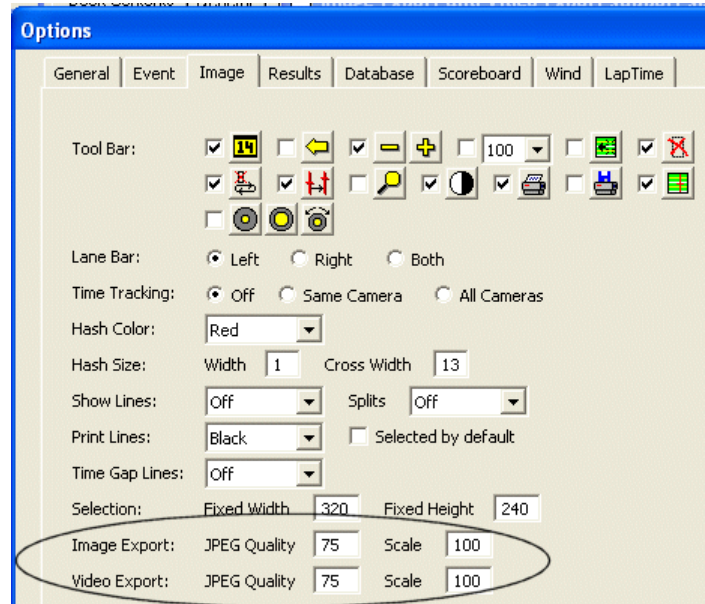 Options
General Event Image Results Database Scoreboard Wind LapTime
Tool Bar: 14 100
Lane Bar: Left Right Both
Time Tracking: Off Same Camera All Cameras
Hash Color: Red
Hash Size: Width 1 Cross Width 13
Show Lines: Off Splits Off
Print Lines: Black Selected by default
Time Gap Lines: Off
Selection: Fixed Width 320 Fixed Height 240
Image Export: JPEG Quality 75 Scale 100
Video Export: JPEG Quality 75 Scale 100